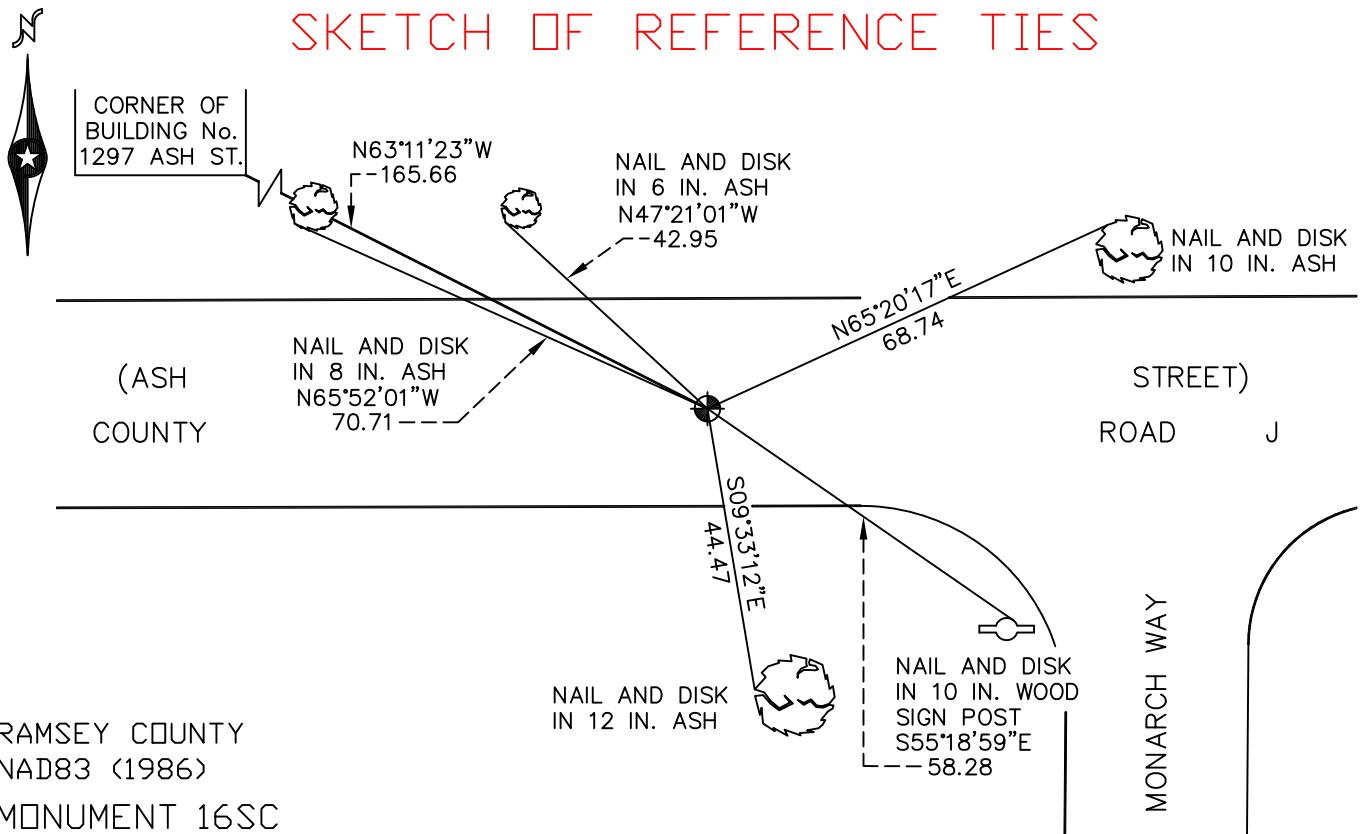 N
SKETCH OF REFERENCE TIES
CORNER OF
BUILDING No.
1297 ASH ST.
N63°11'23"W
165.66
NAIL AND DISK
IN 6 IN. ASH
N47°21'01"W
42.95
NAIL AND DISK
IN 10 IN. ASH
N65°20'17"E
68.74
NAIL AND DISK
IN 8 IN. ASH
N65°52'01"W
70.71
(ASH
COUNTY
STREET)
ROAD J
S09°33'12"E
44.47
NAIL AND DISK
IN 12 IN. ASH
NAIL AND DISK
IN 10 IN. WOOD
SIGN POST
S55°18'59"E
58.28
MONARCH WAY
RAMSEY COUNTY
NAD83 (1986)
MONUMENT 16SC